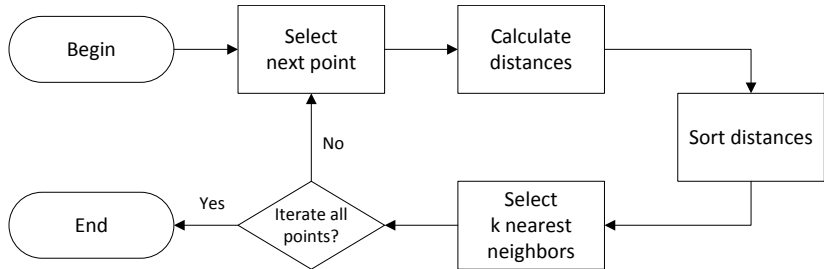 Begin
Select
next point
Calculate
distances
Sort distances
No
Yes
End
Iterate all
points?
Select
k nearest
neighbors